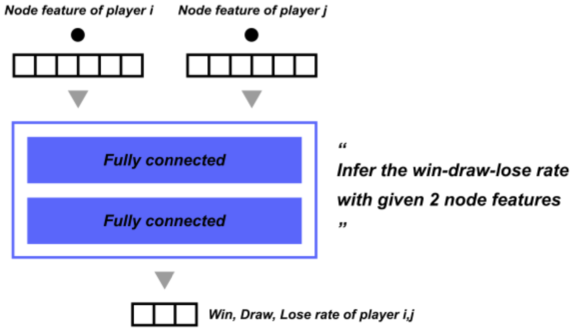 Node feature of player i
Node feature of player j
Fully connected
Fully connected
“
Infer the win-draw-lose rate
with given 2 node features
”
Win, Draw, Lose rate of player i,j